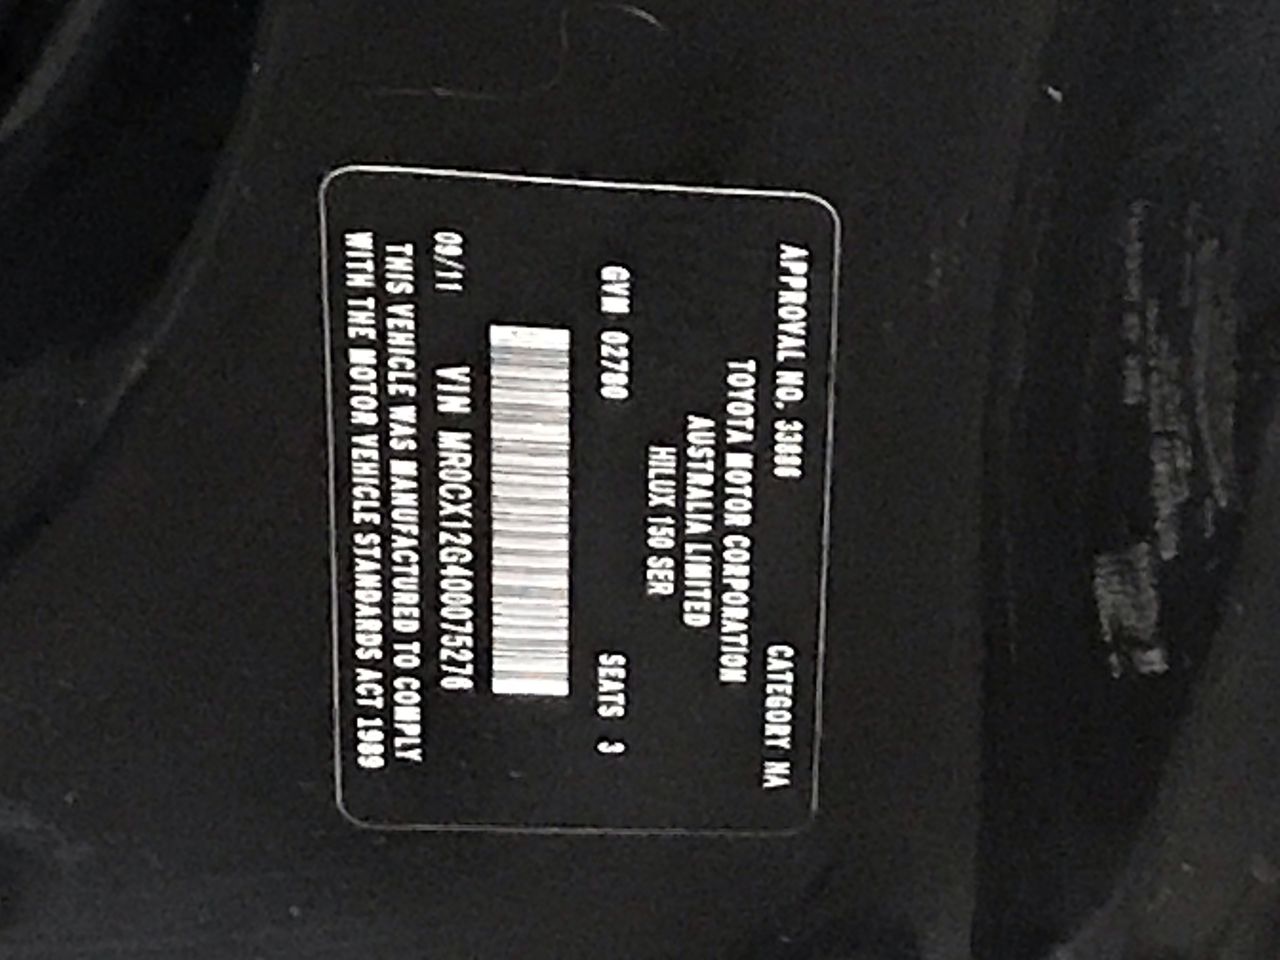 APPROVAL NO. CATEGORY NA
TOYOTA MOTOR CORPORATION
AUSTRALIA LIMITED
HILUX 150 SER
GVM 02780 SEATS 3
09/11 VIN MR0CX12G400075276
THIS VEHICLE WAS MANUFACTURED TO COMPLY
WITH THE MOTOR VEHICLE STANDARDS ACT 1989